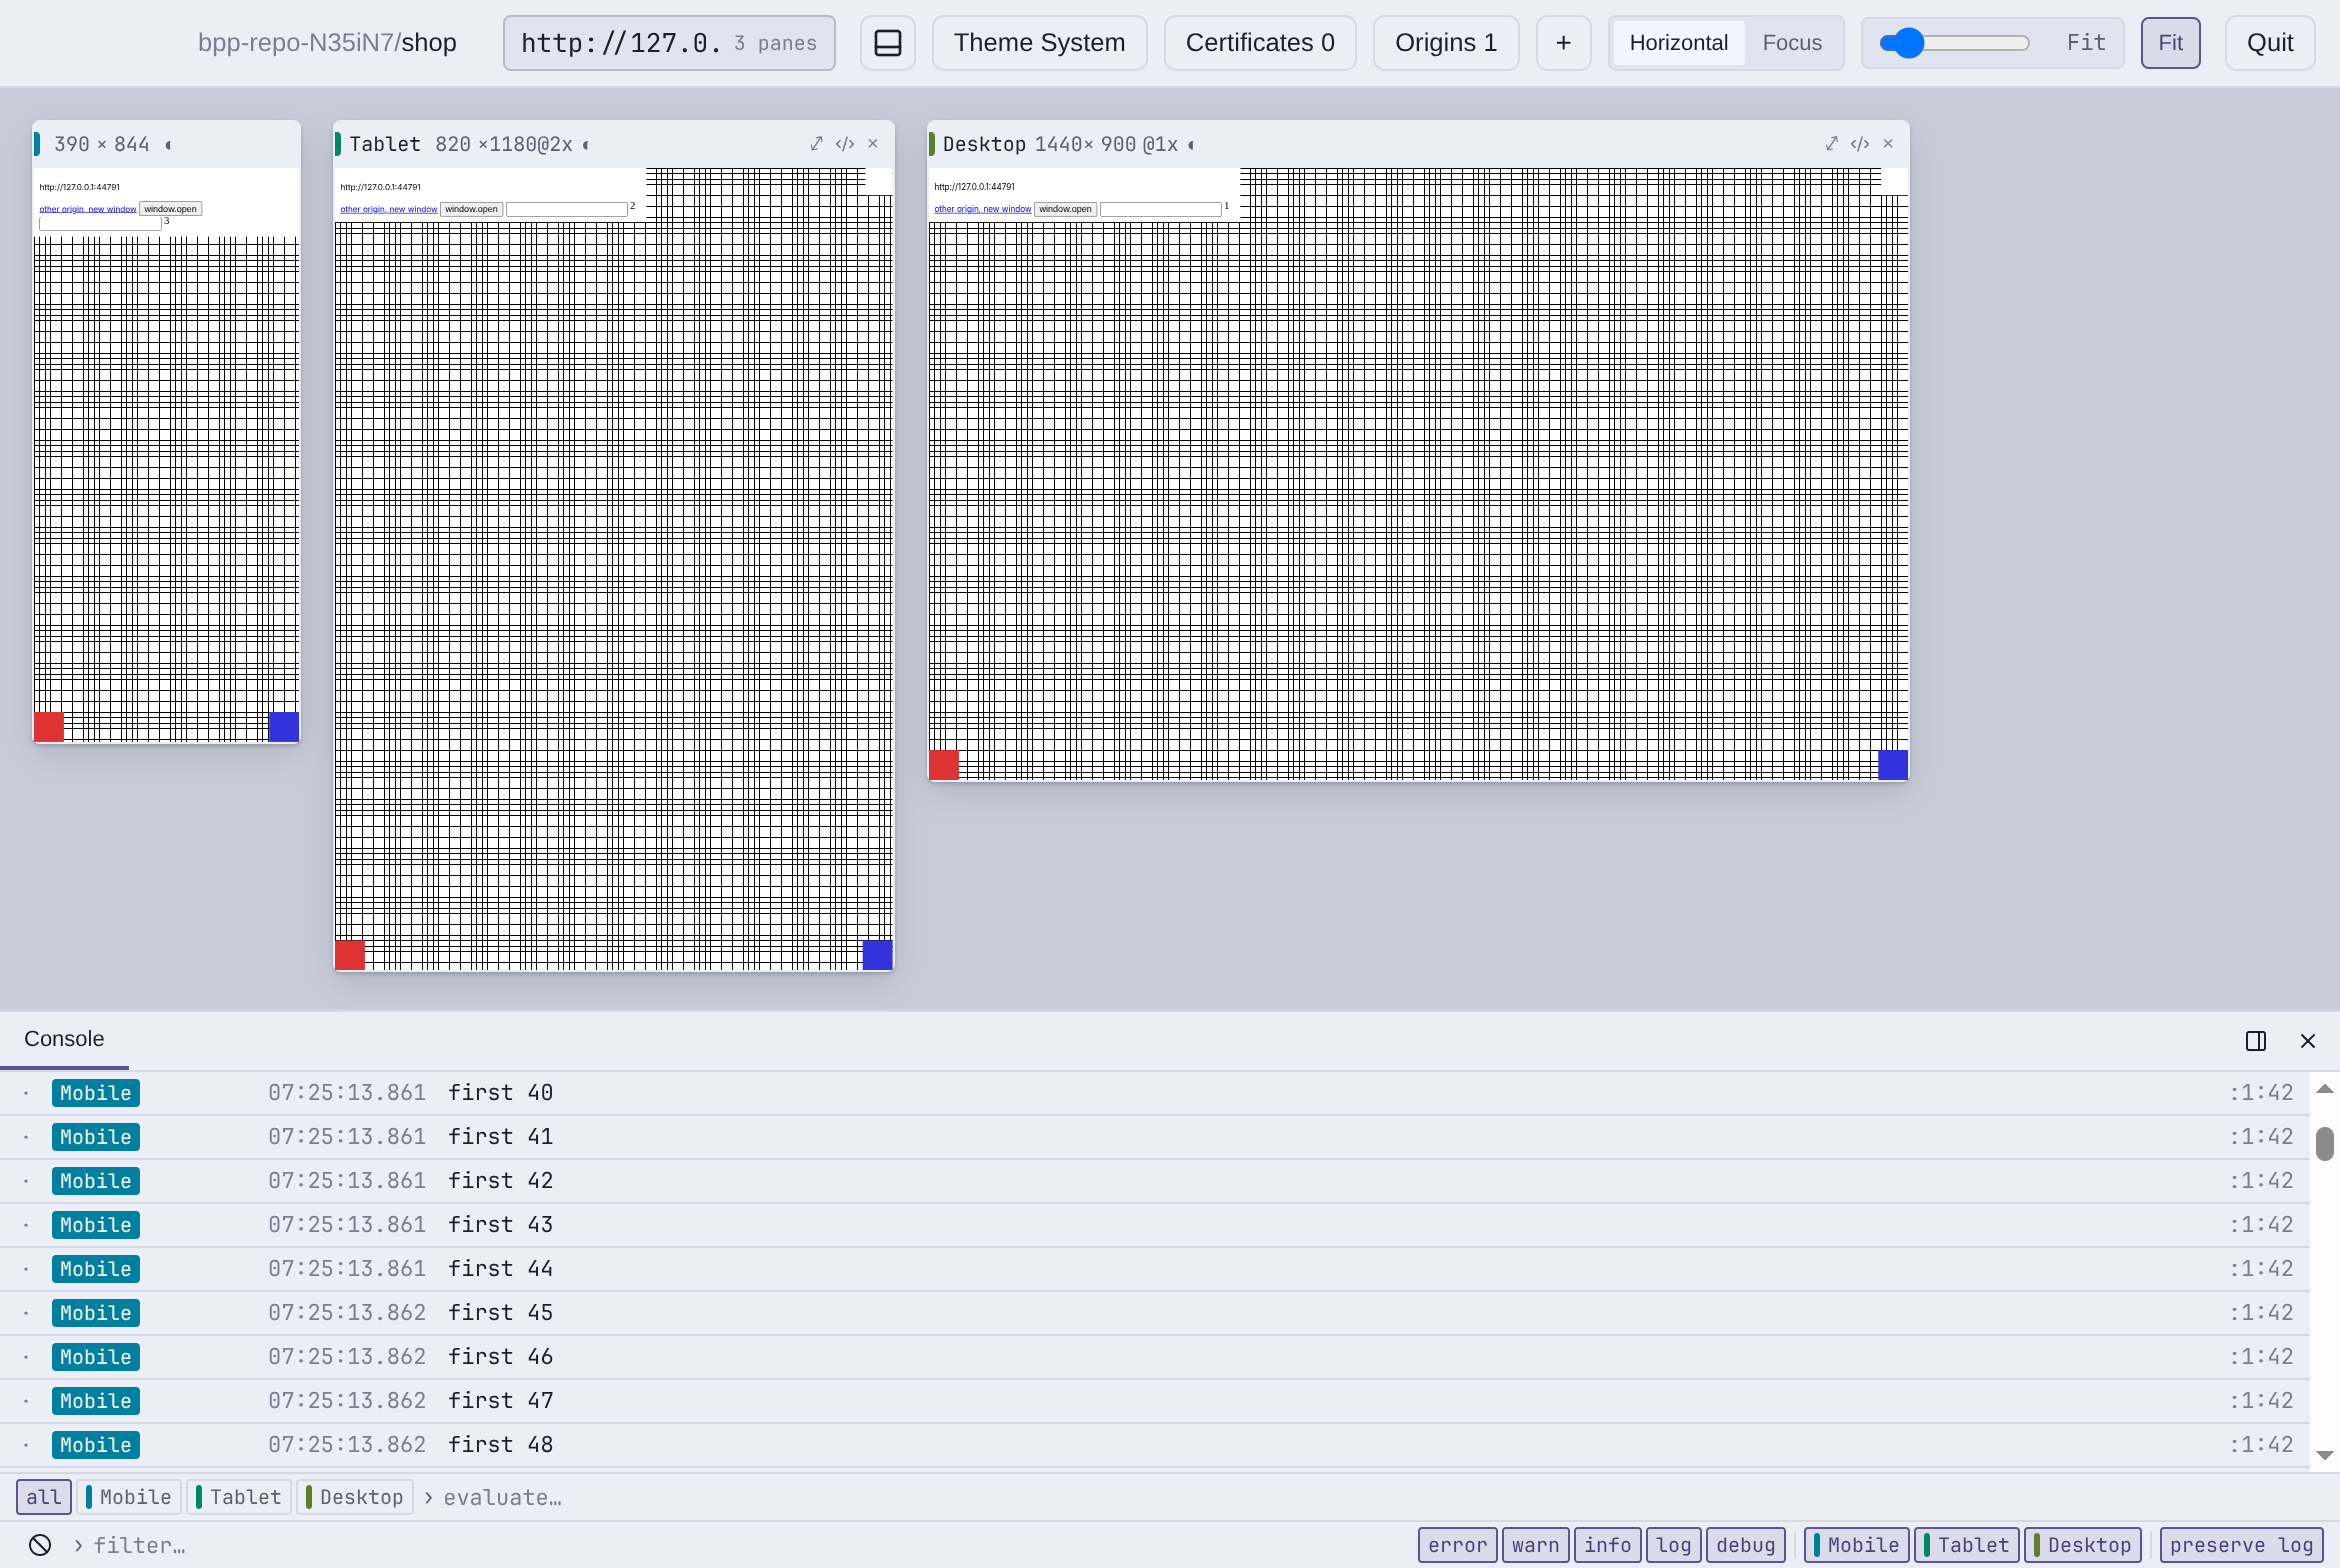 bpp-repo-N35iN7/shop http://127.0. 3 panes Theme System Certificates 0 Origins 1 + Horizontal Focus Fit Fit Quit
390 × 844
Tablet 820 ×1180@2x </> ×
Desktop 1440× 900 @1x </> ×
http://127.0.0.1:44791
other origin, new window window.open
3
http://127.0.0.1:44791
other origin, new window window.open 2
http://127.0.0.1:44791
other origin, new window window.open 1
Console
· Mobile 07:25:13.861 first 40 :1:42
· Mobile 07:25:13.861 first 41 :1:42
· Mobile 07:25:13.861 first 42 :1:42
· Mobile 07:25:13.861 first 43 :1:42
· Mobile 07:25:13.861 first 44 :1:42
· Mobile 07:25:13.862 first 45 :1:42
· Mobile 07:25:13.862 first 46 :1:42
· Mobile 07:25:13.862 first 47 :1:42
· Mobile 07:25:13.862 first 48 :1:42
all Mobile Tablet Desktop › evaluate…
› filter… error warn info log debug Mobile Tablet Desktop preserve log